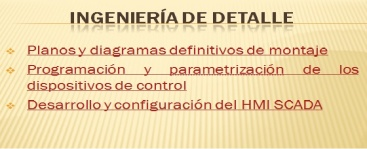 INGENIERÍA DE DETALLE
Planos y diagramas definitivos de montaje
Programación y parametrización de los
dispositivos de control
Desarrollo y configuración del HMI SCADA